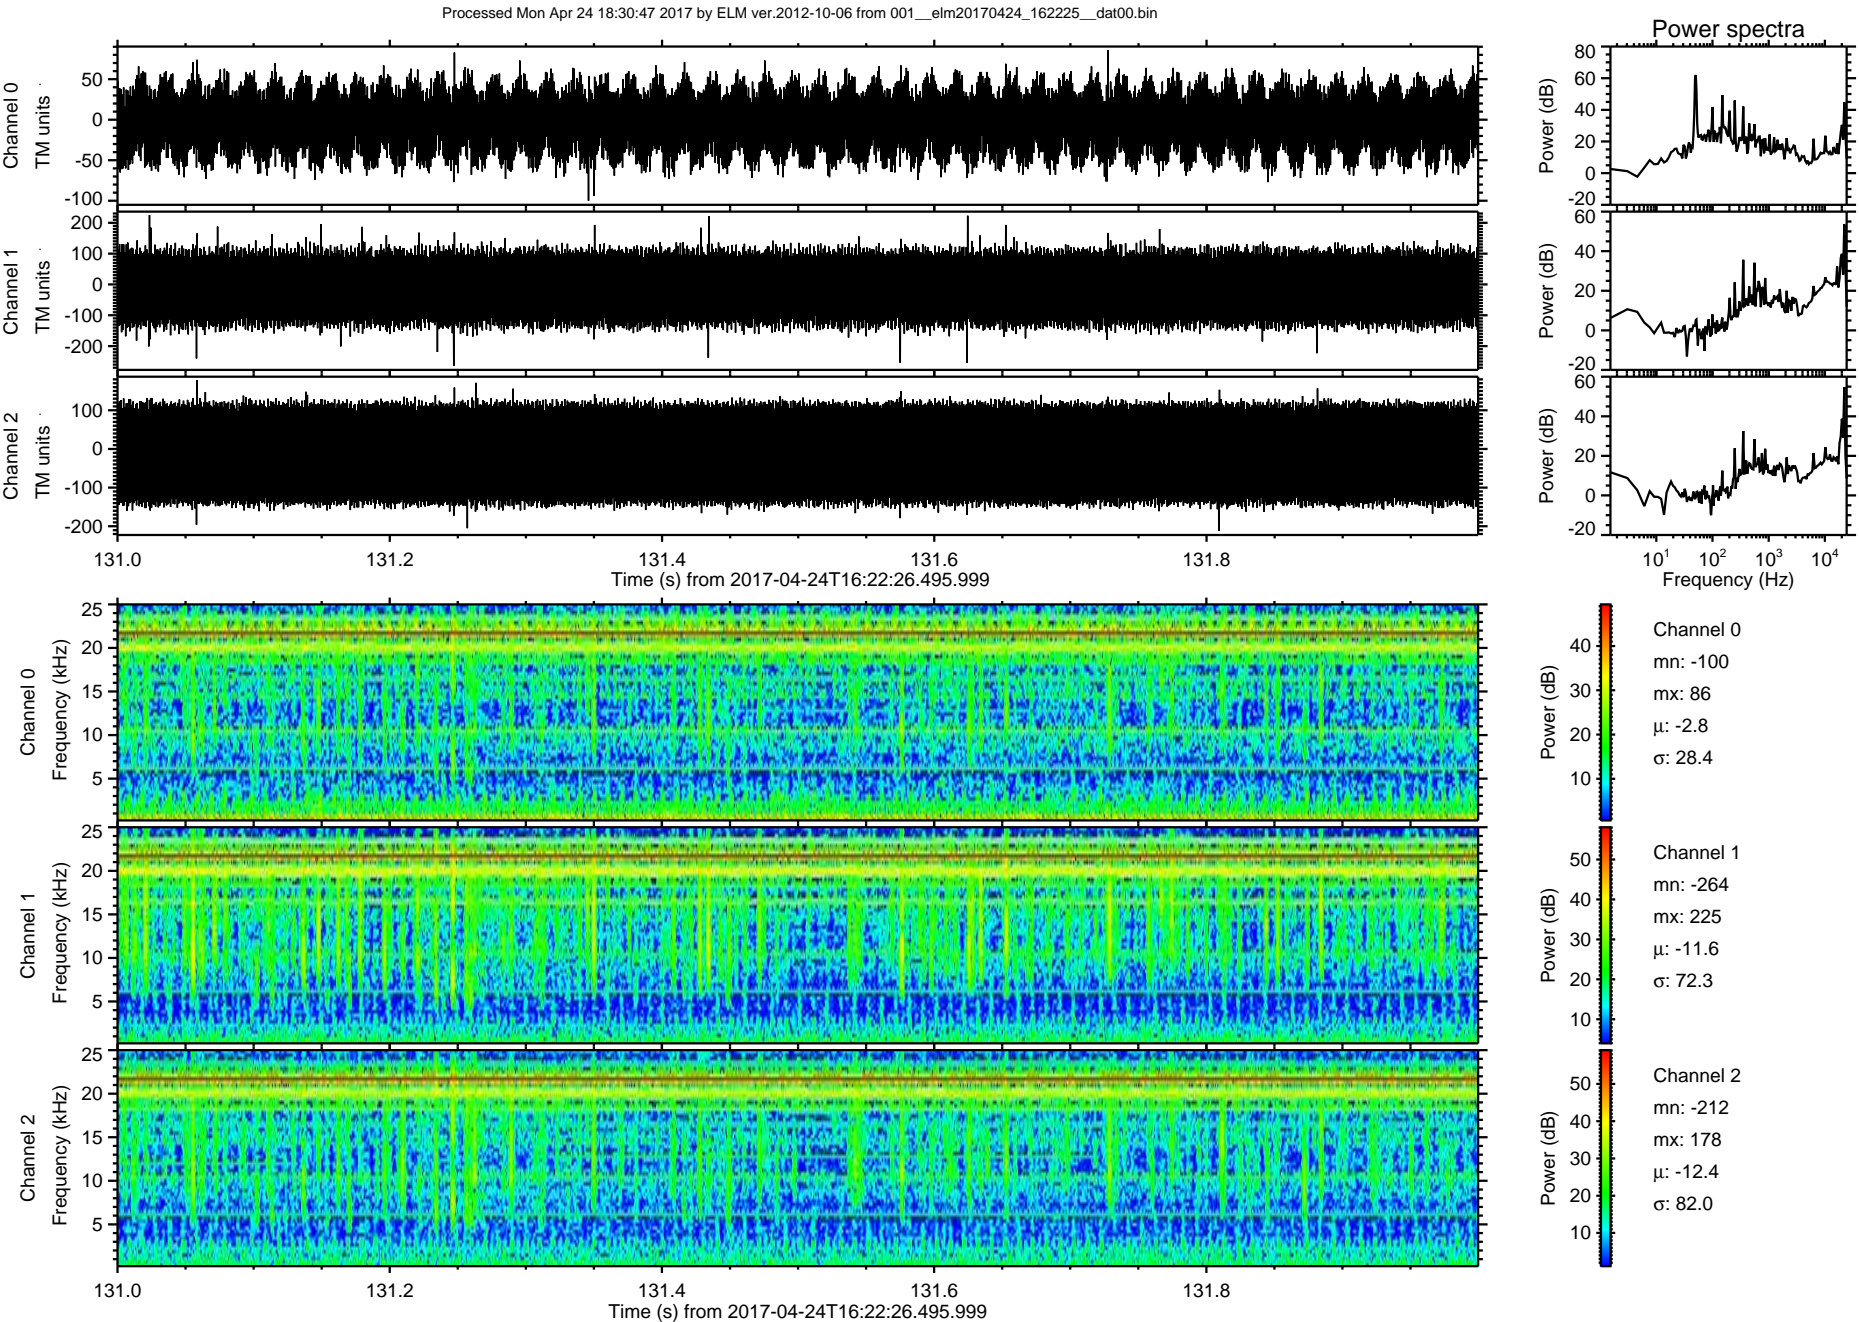 Processed Mon Apr 24 18:30:47 2017 by ELM ver.2012-10-06 from 001__elm20170424_162225__dat00.bin
Power spectra
Channel 0
TM units
50
0
-50
-100
Power (dB)
80
60
40
20
0
-20
Channel 1
TM units
200
100
0
-100
-200
Power (dB)
60
40
20
0
-20
Channel 2
TM units
100
0
-100
-200
Power (dB)
60
40
20
0
-20
131.0 131.2 131.4 131.6 131.8
Time (s) from 2017-04-24T16:22:26.495.999
10^1 10^2 10^3 10^4
Frequency (Hz)
Channel 0
Frequency (kHz)
25
20
15
10
5
Power (dB)
40
30
20
10
Channel 0
mn: -100
mx: 86
μ: -2.8
σ: 28.4
Channel 1
Frequency (kHz)
25
20
15
10
5
Power (dB)
50
40
30
20
10
Channel 1
mn: -264
mx: 225
μ: -11.6
σ: 72.3
Channel 2
Frequency (kHz)
25
20
15
10
5
Power (dB)
50
40
30
20
10
Channel 2
mn: -212
mx: 178
μ: -12.4
σ: 82.0
131.0 131.2 131.4 131.6 131.8
Time (s) from 2017-04-24T16:22:26.495.999